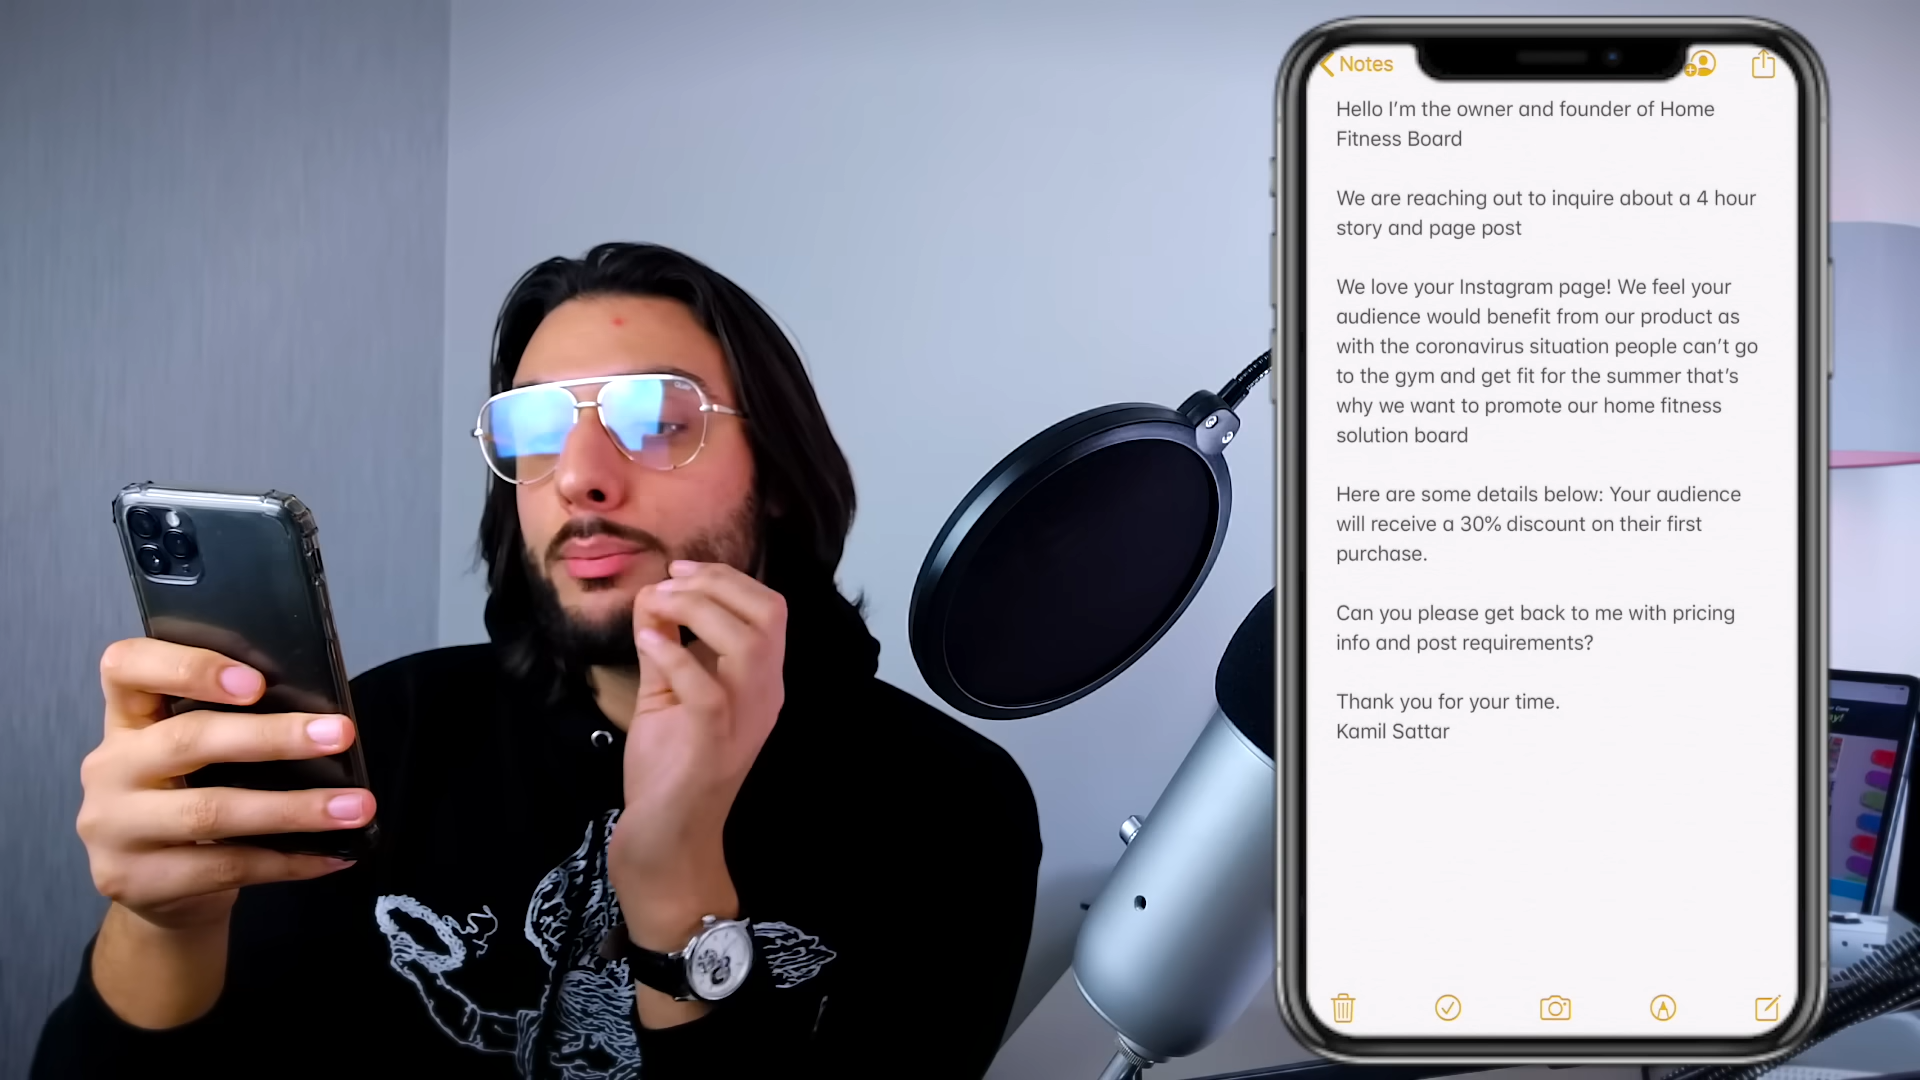 Notes
Hello I’m the owner and founder of Home
Fitness Board
We are reaching out to inquire about a 4 hour
story and page post
We love your Instagram page! We feel your
audience would benefit from our product as
with the coronavirus situation people can’t go
to the gym and get fit for the summer that’s
why we want to promote our home fitness
solution board
Here are some details below: Your audience
will receive a 30% discount on their first
purchase.
Can you please get back to me with pricing
info and post requirements?
Thank you for your time.
Kamil Sattar
QUAY